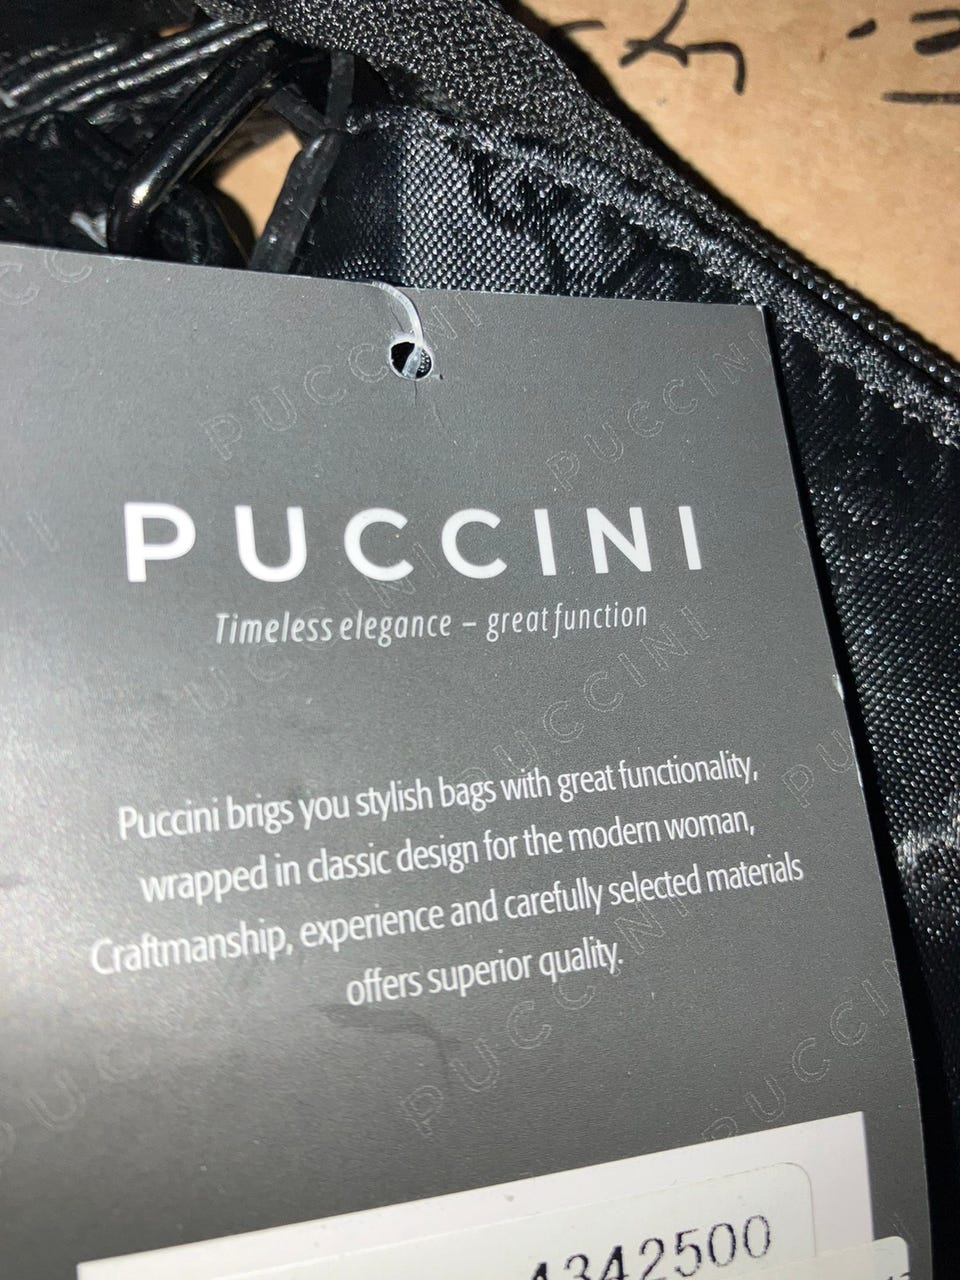 PUCCINI
Timeless elegance – great function
Puccini brigs you stylish bags with great functionality,
wrapped in classic design for the modern woman,
Craftmanship, experience and carefully selected materials
offers superior quality.
4342500